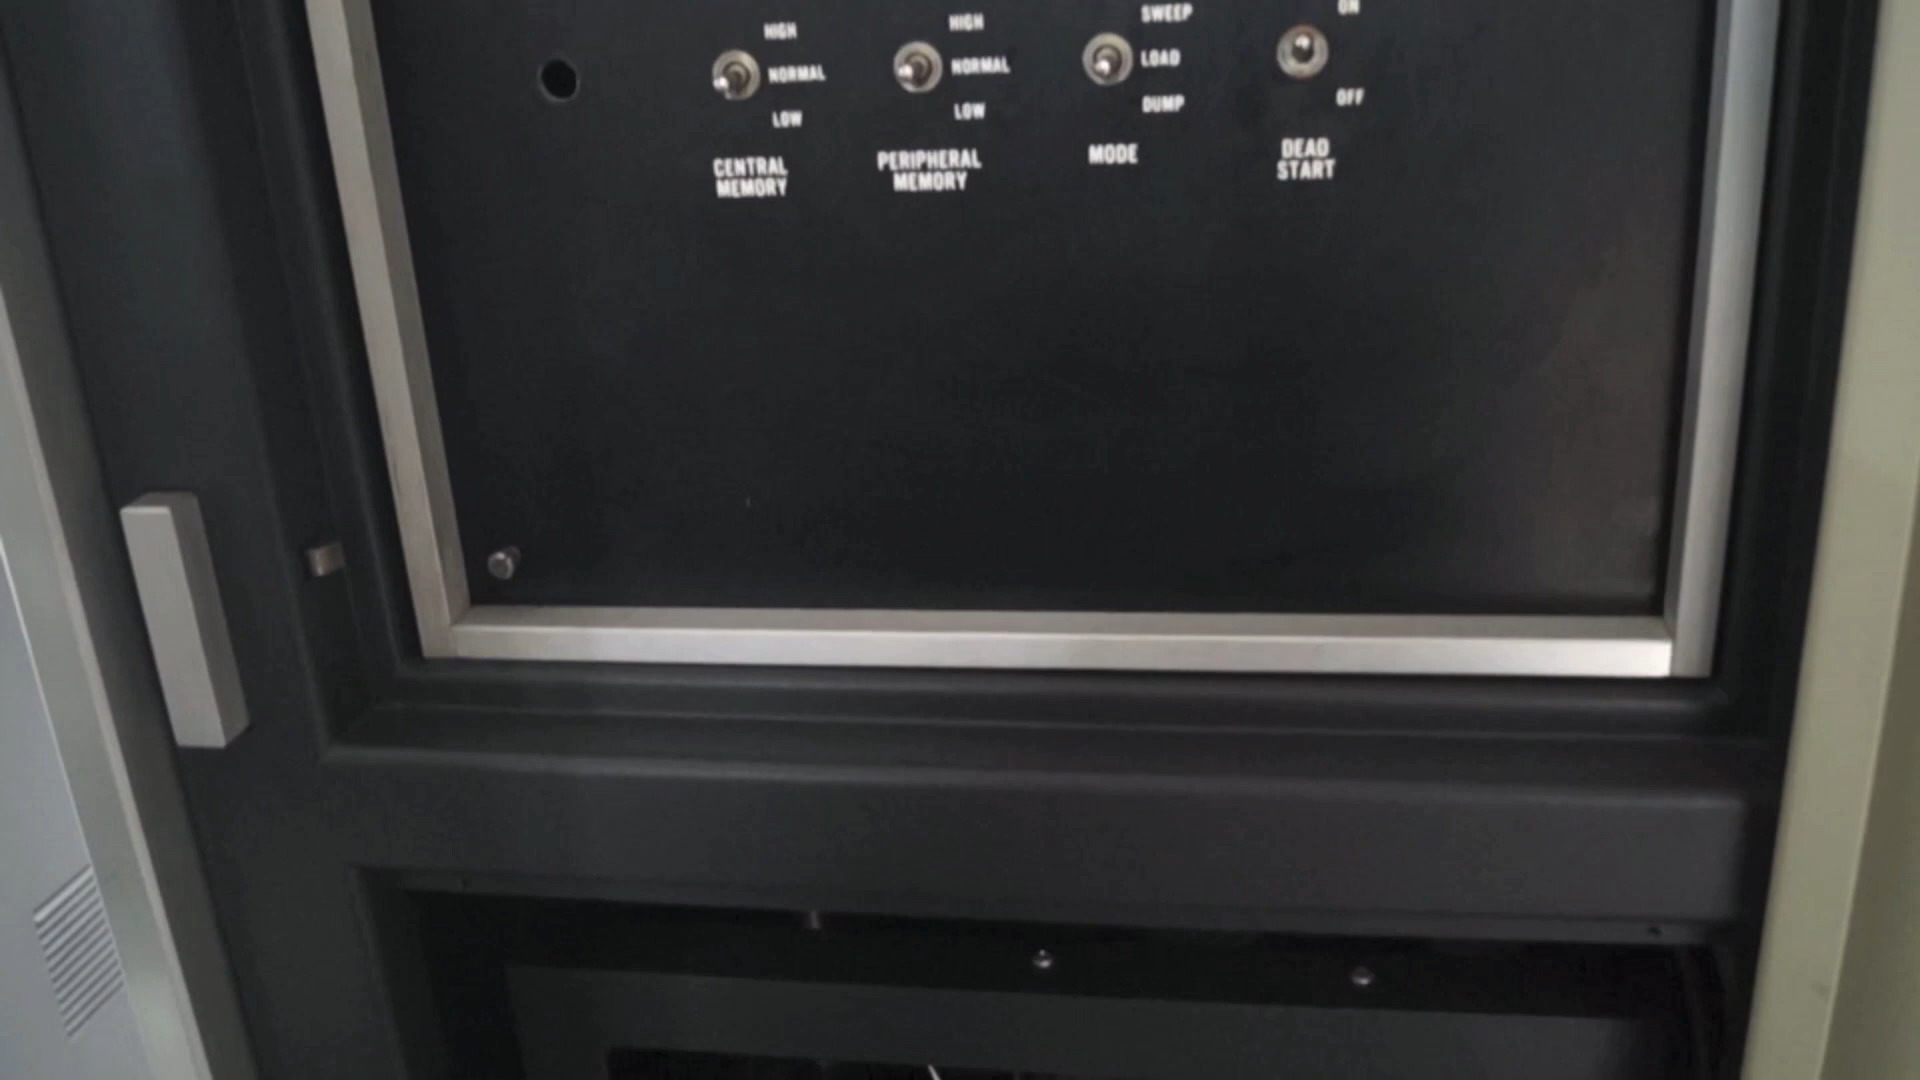 HIGH
NORMAL
LOW
CENTRAL
MEMORY
HIGH
NORMAL
LOW
PERIPHERAL
MEMORY
SWEEP
LOAD
DUMP
MODE
ON
OFF
DEAD
START